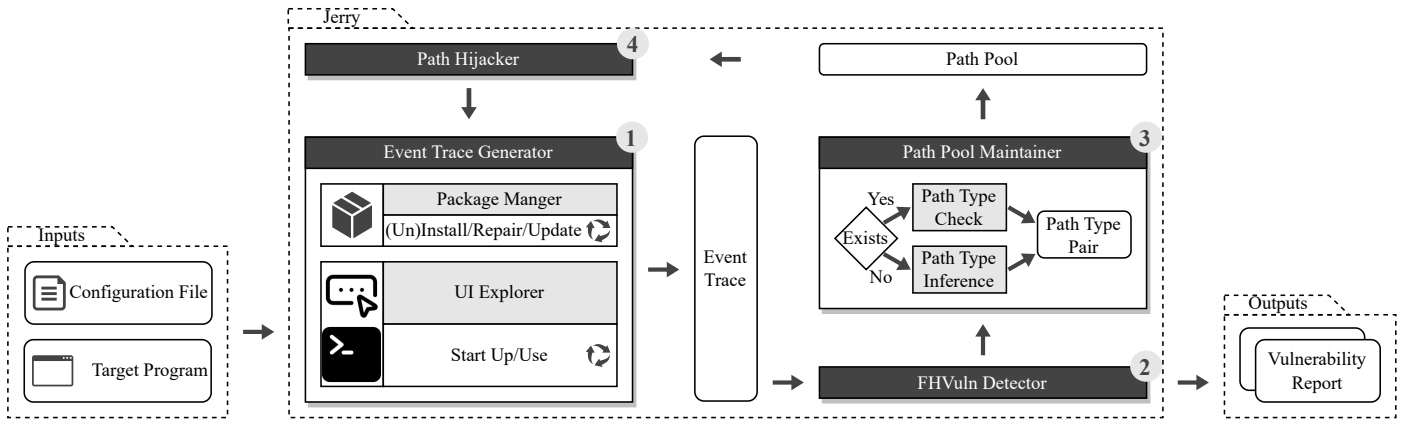 Jerry
Path Hijacker
4
Path Pool
Event Trace Generator
1
Package Manger
(Un)Install/Repair/Update
UI Explorer
Start Up/Use
Inputs
Configuration File
Target Program
Event
Trace
Path Pool Maintainer
3
Exists
Yes
No
Path Type
Check
Path Type
Inference
Path Type
Pair
FHVuln Detector
2
Outputs
Vulnerability
Report